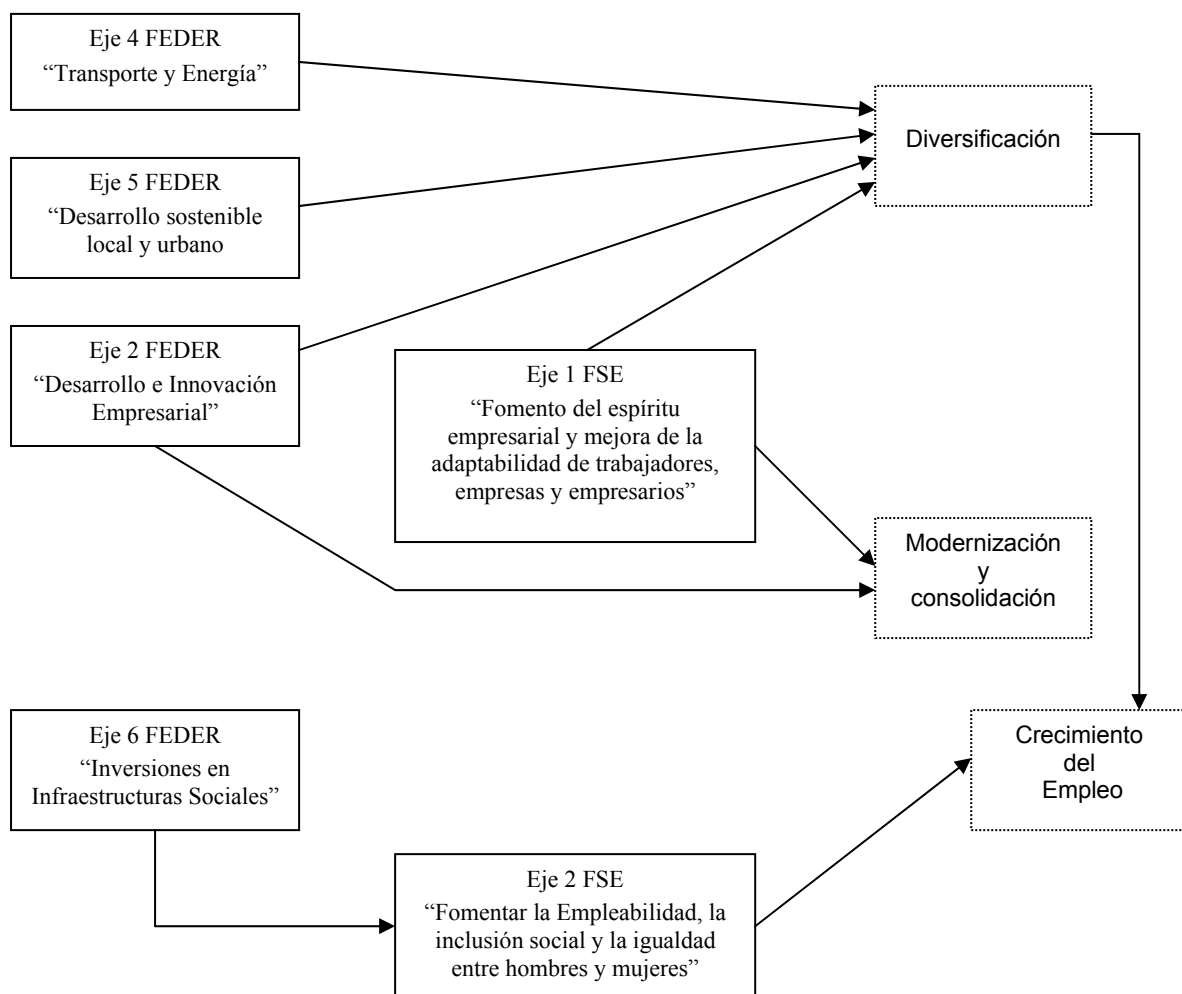 Eje 4 FEDER
“Transporte y Energía”
Diversificación
Eje 5 FEDER
“Desarrollo sostenible
local y urbano
Eje 2 FEDER
“Desarrollo e Innovación
Empresarial”
Eje 1 FSE
“Fomento del espíritu
empresarial y mejora de la
adaptabilidad de trabajadores,
empresas y empresarios”
Modernización
y
consolidación
Eje 6 FEDER
“Inversiones en
Infraestructuras Sociales”
Crecimiento
del
Empleo
Eje 2 FSE
“Fomentar la Empleabilidad, la
inclusión social y la igualdad
entre hombres y mujeres”